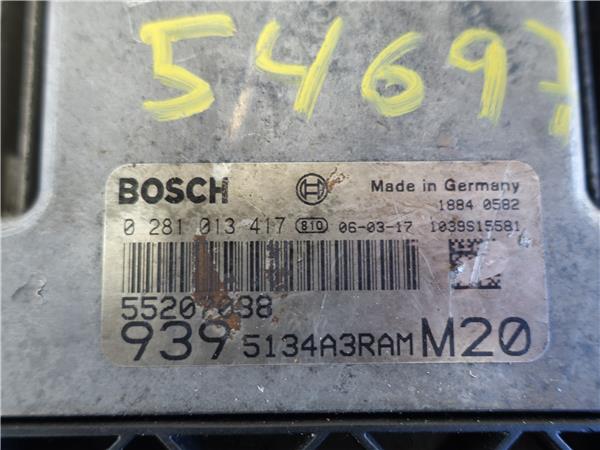 54697
BOSCH
Made in Germany
1884 0582
0 281 013 417 810 06-03-17 1039S15581
939 5134A3RAM M20